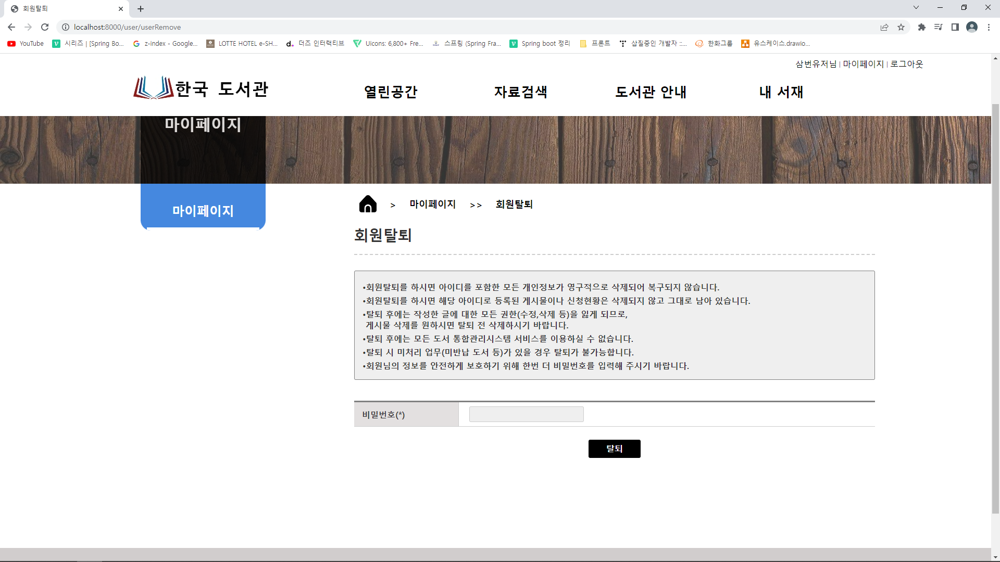 회원탈퇴
localhost:8000/user/userRemove
YouTube
시리즈 | [Spring Bo...
z-index - Google...
LOTTE HOTEL e-SH...
d. 더즈 인터랙티브
Uicons: 6,800+ Fre...
스프링 (Spring Fra...
Spring boot 정리
프론트
삽질중인 개발자 ::...
한화그룹
유스케이스.drawio...
삼번유저님 | 마이페이지 | 로그아웃
한국 도서관
열린공간
자료검색
도서관 안내
내 서재
마이페이지
마이페이지
> 마이페이지 >> 회원탈퇴
회원탈퇴
•회원탈퇴를 하시면 아이디를 포함한 모든 개인정보가 영구적으로 삭제되어 복구되지 않습니다.
•회원탈퇴를 하시면 해당 아이디로 등록된 게시물이나 신청현황은 삭제되지 않고 그대로 남아 있습니다.
•탈퇴 후에는 작성한 글에 대한 모든 권한(수정,삭제 등)을 잃게 되므로,
게시물 삭제를 원하시면 탈퇴 전 삭제하시기 바랍니다.
•탈퇴 후에는 모든 도서 통합관리시스템 서비스를 이용하실 수 없습니다.
•탈퇴 시 미처리 업무(미반납 도서 등)가 있을 경우 탈퇴가 불가능합니다.
•회원님의 정보를 안전하게 보호하기 위해 한번 더 비밀번호를 입력해 주시기 바랍니다.
비밀번호(*)
탈퇴